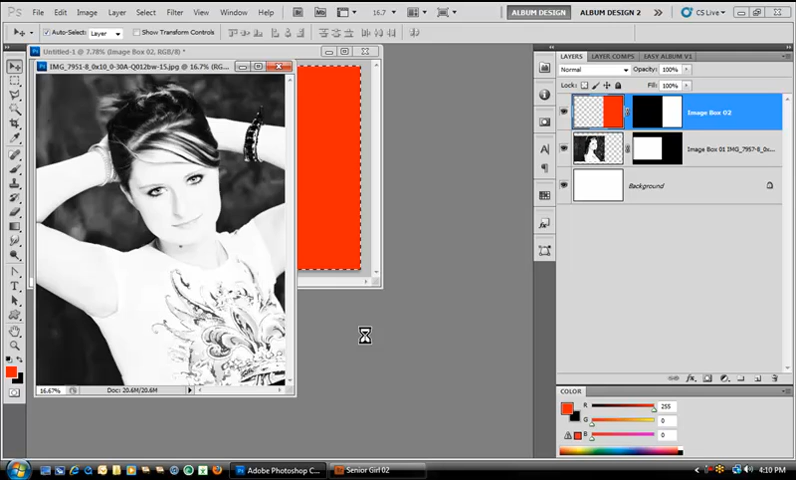 Ps File Edit Image Layer Select Filter View Window Help
16.7
ALBUM DESIGN
ALBUM DESIGN 2
CS Live
Auto-Select:
Layer
Show Transform Controls
Untitled-1 @ 7.78% (Image Box 02, RGB/8) *
IMG_7951-8_0x10_0-30A-Q012bw-15.jpg @ 16.7% (RG...
16.67%
Doc: 20.6M/20.6M
LAYERS
LAYER COMPS
EASY ALBUM V1
Normal
Opacity: 100%
Lock:
Fill: 100%
Image Box 02
Image Box 01 IMG_7957-8_0x...
Background
COLOR
R 255
G 0
B 0
Adobe Photoshop C...
Senior Girl 02
4:10 PM